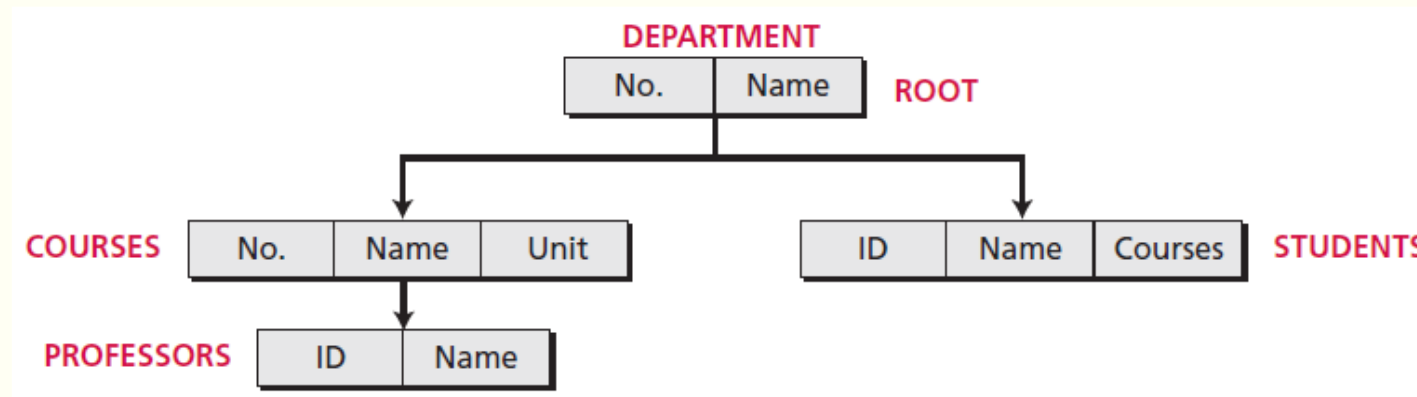 DEPARTMENT
No. Name ROOT
COURSES No. Name Unit ID Name Courses STUDENTS
PROFESSORS ID Name